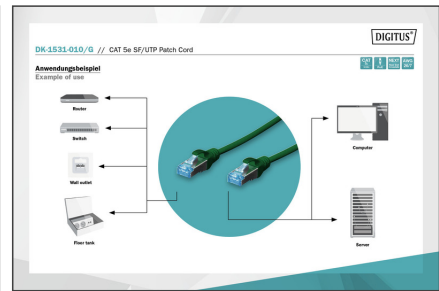 DIGITUS®
DK-1531-010/G // CAT 5e SF/UTP Patch Cord
Anwendungsbeispiel
Example of use
Router
Switch
Wall outlet
Floor tank
Computer
Server